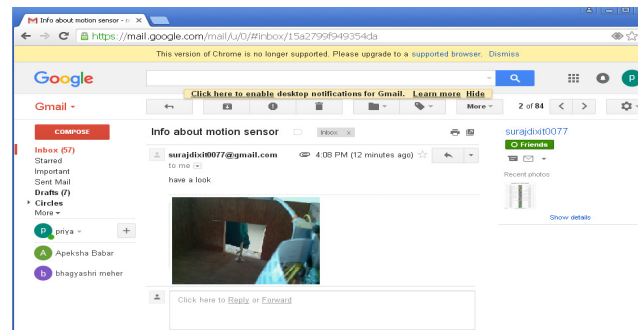 Info about motion sensor - n
https://mail.google.com/mail/u/0/#inbox/15a2799f949354da
This version of Chrome is no longer supported. Please upgrade to a supported browser. Dismiss
Google
P
Click here to enable desktop notifications for Gmail. Learn more Hide
Gmail
More
2 of 84
COMPOSE
Info about motion sensor
Inbox x
surajdixit0077
Friends
Inbox (57)
Starred
Important
Sent Mail
Drafts (7)
Circles
More
surajdixit0077@gmail.com
4:08 PM (12 minutes ago)
to me
have a look
Recent photos
Show details
P
priya
+
A
Apeksha Babar
b
bhagyashri meher
Click here to Reply or Forward